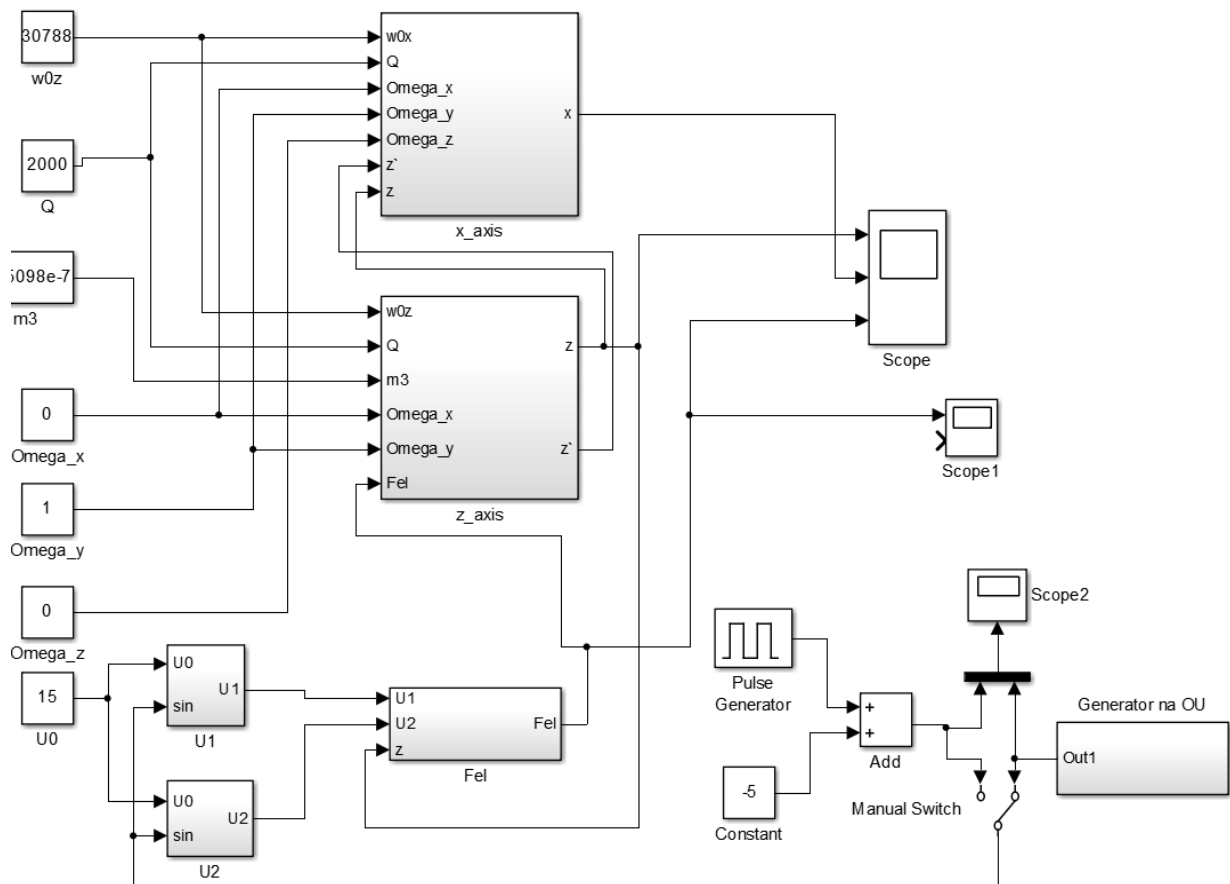 30788
w0z
2000
Q
5098e-7
m3
0
Omega_x
1
Omega_y
0
Omega_z
15
U0
w0x
Q
Omega_x
Omega_y
Omega_z
z`
z
x
x_axis
w0z
Q
m3
Omega_x
Omega_y
Fel
z
z`
z_axis
U0
sin
U1
U1
U0
sin
U2
U2
U1
U2
z
Fel
Fel
Scope
Scope1
Scope2
Pulse
Generator
+
+
Add
-5
Constant
Manual Switch
Generator na OU
Out1